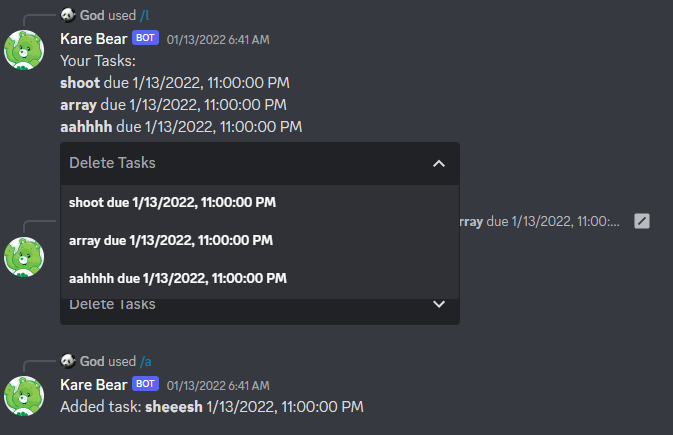 God used /l
Kare Bear BOT 01/13/2022 6:41 AM
Your Tasks:
shoot due 1/13/2022, 11:00:00 PM
array due 1/13/2022, 11:00:00 PM
aahhhh due 1/13/2022, 11:00:00 PM
Delete Tasks
shoot due 1/13/2022, 11:00:00 PM
rray due 1/13/2022, 11:00:...
array due 1/13/2022, 11:00:00 PM
aahhhh due 1/13/2022, 11:00:00 PM
Delete Tasks
God used /a
Kare Bear BOT 01/13/2022 6:41 AM
Added task: sheeesh 1/13/2022, 11:00:00 PM